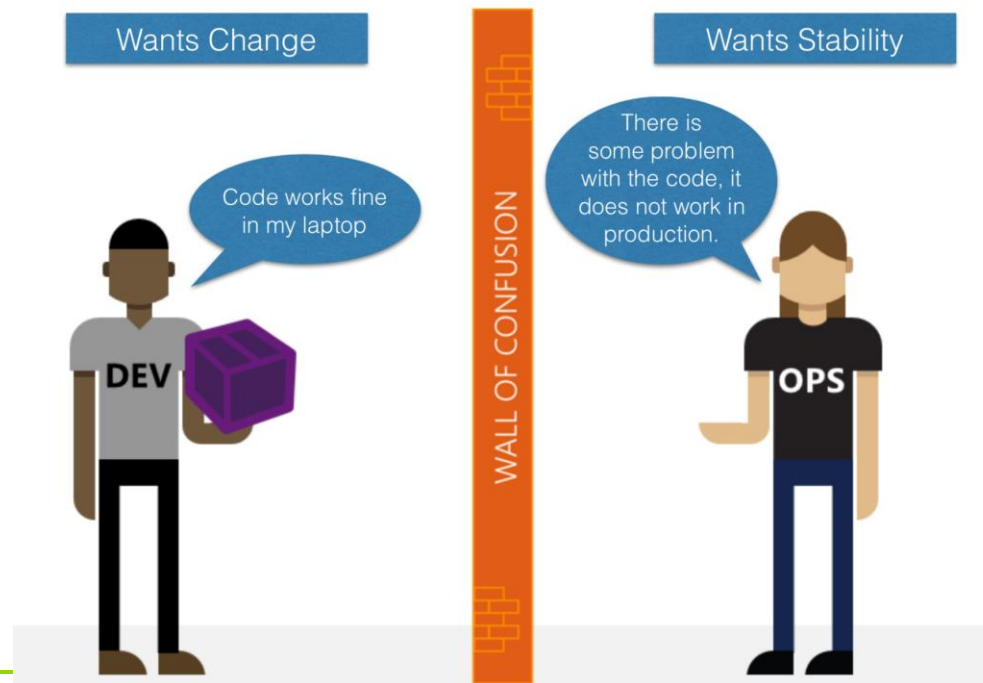 Wants Change
Wants Stability
Code works fine
in my laptop
There is
some problem
with the code, it
does not work in
production.
WALL OF CONFUSION
DEV
OPS